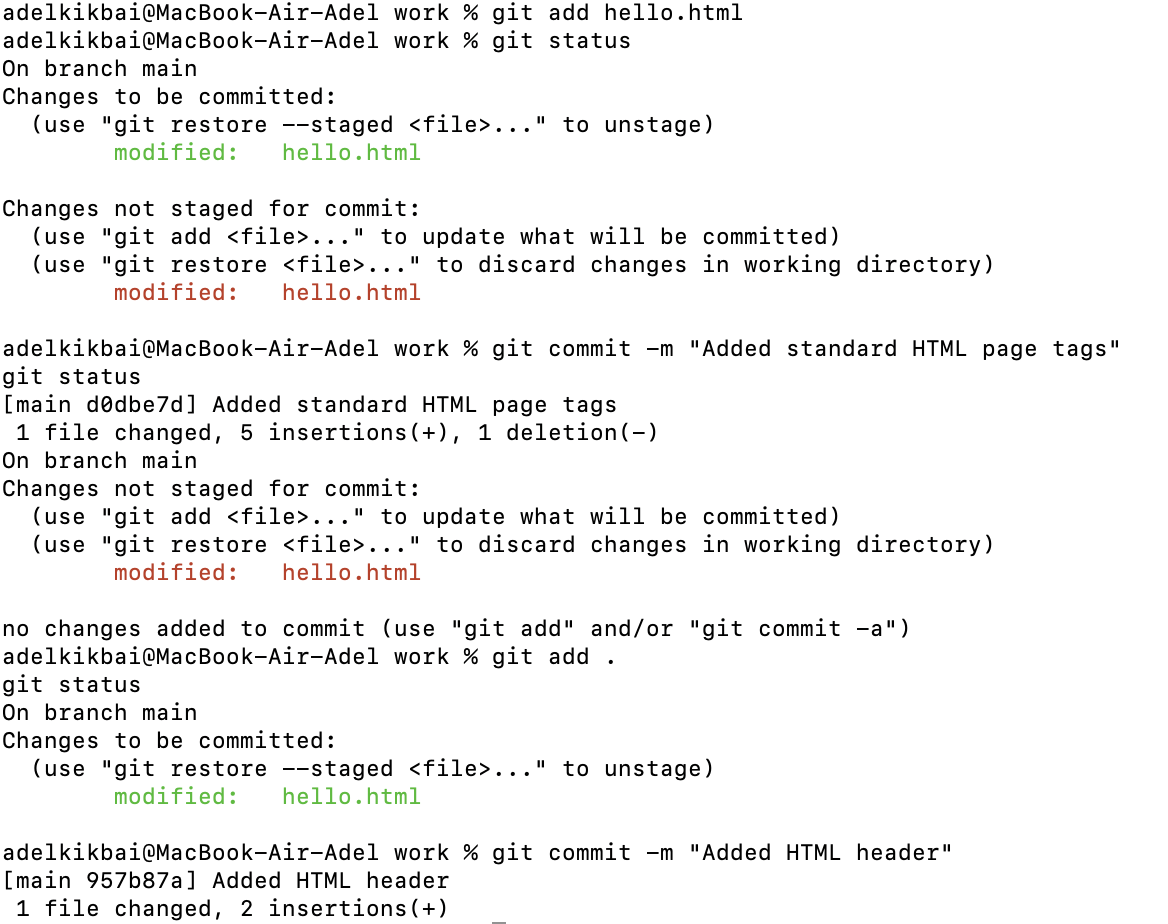 adelkikbai@MacBook-Air-Adel work % git add hello.html
adelkikbai@MacBook-Air-Adel work % git status
On branch main
Changes to be committed:
  (use "git restore --staged <file>..." to unstage)
        modified:   hello.html

Changes not staged for commit:
  (use "git add <file>..." to update what will be committed)
  (use "git restore <file>..." to discard changes in working directory)
        modified:   hello.html

adelkikbai@MacBook-Air-Adel work % git commit -m "Added standard HTML page tags"
git status
[main d0dbe7d] Added standard HTML page tags
 1 file changed, 5 insertions(+), 1 deletion(-)
On branch main
Changes not staged for commit:
  (use "git add <file>..." to update what will be committed)
  (use "git restore <file>..." to discard changes in working directory)
        modified:   hello.html

no changes added to commit (use "git add" and/or "git commit -a")
adelkikbai@MacBook-Air-Adel work % git add .
git status
On branch main
Changes to be committed:
  (use "git restore --staged <file>..." to unstage)
        modified:   hello.html

adelkikbai@MacBook-Air-Adel work % git commit -m "Added HTML header"
[main 957b87a] Added HTML header
 1 file changed, 2 insertions(+)